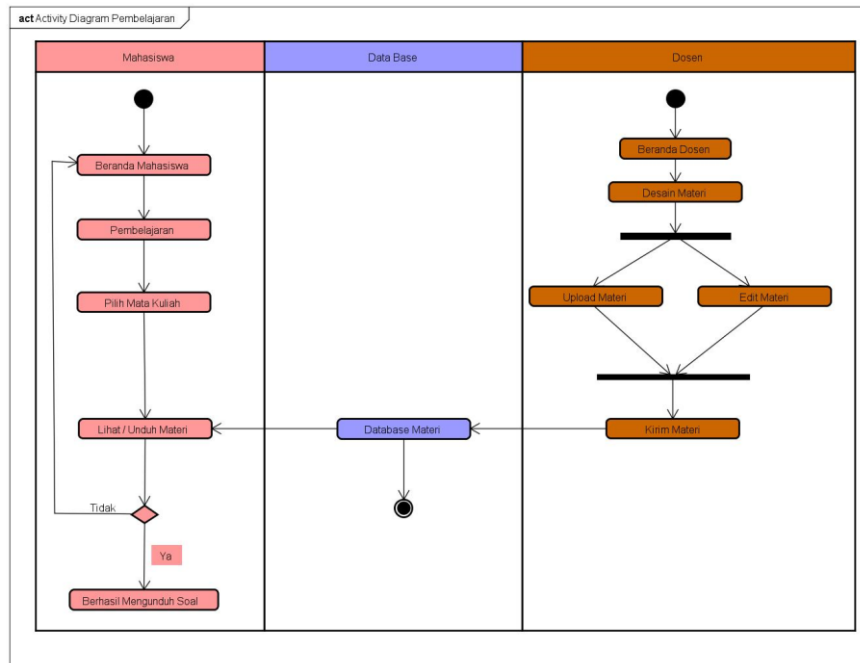 act Activity Diagram Pembelajaran
Mahasiswa
Data Base
Dosen
Beranda Mahasiswa
Beranda Dosen
Desain Materi
Pembelajaran
Pilih Mata Kuliah
Upload Materi
Edit Materi
Lihat / Unduh Materi
Database Materi
Kirim Materi
Tidak
Ya
Berhasil Mengunduh Soal